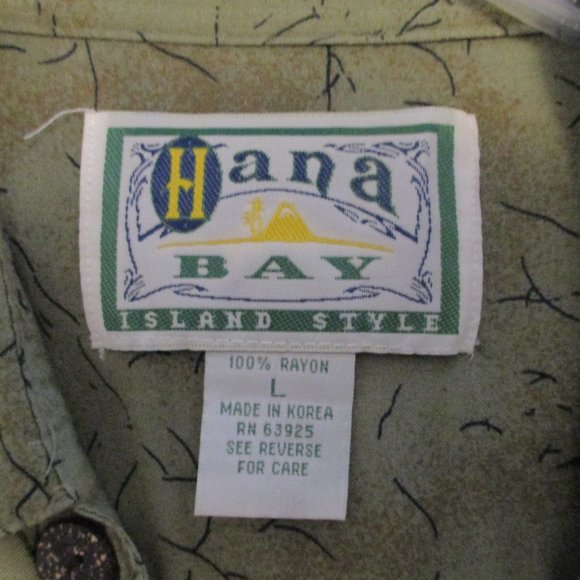 Hana
BAY
ISLAND STYLE
100% RAYON
L
MADE IN KOREA
RN 63925
SEE REVERSE
FOR CARE